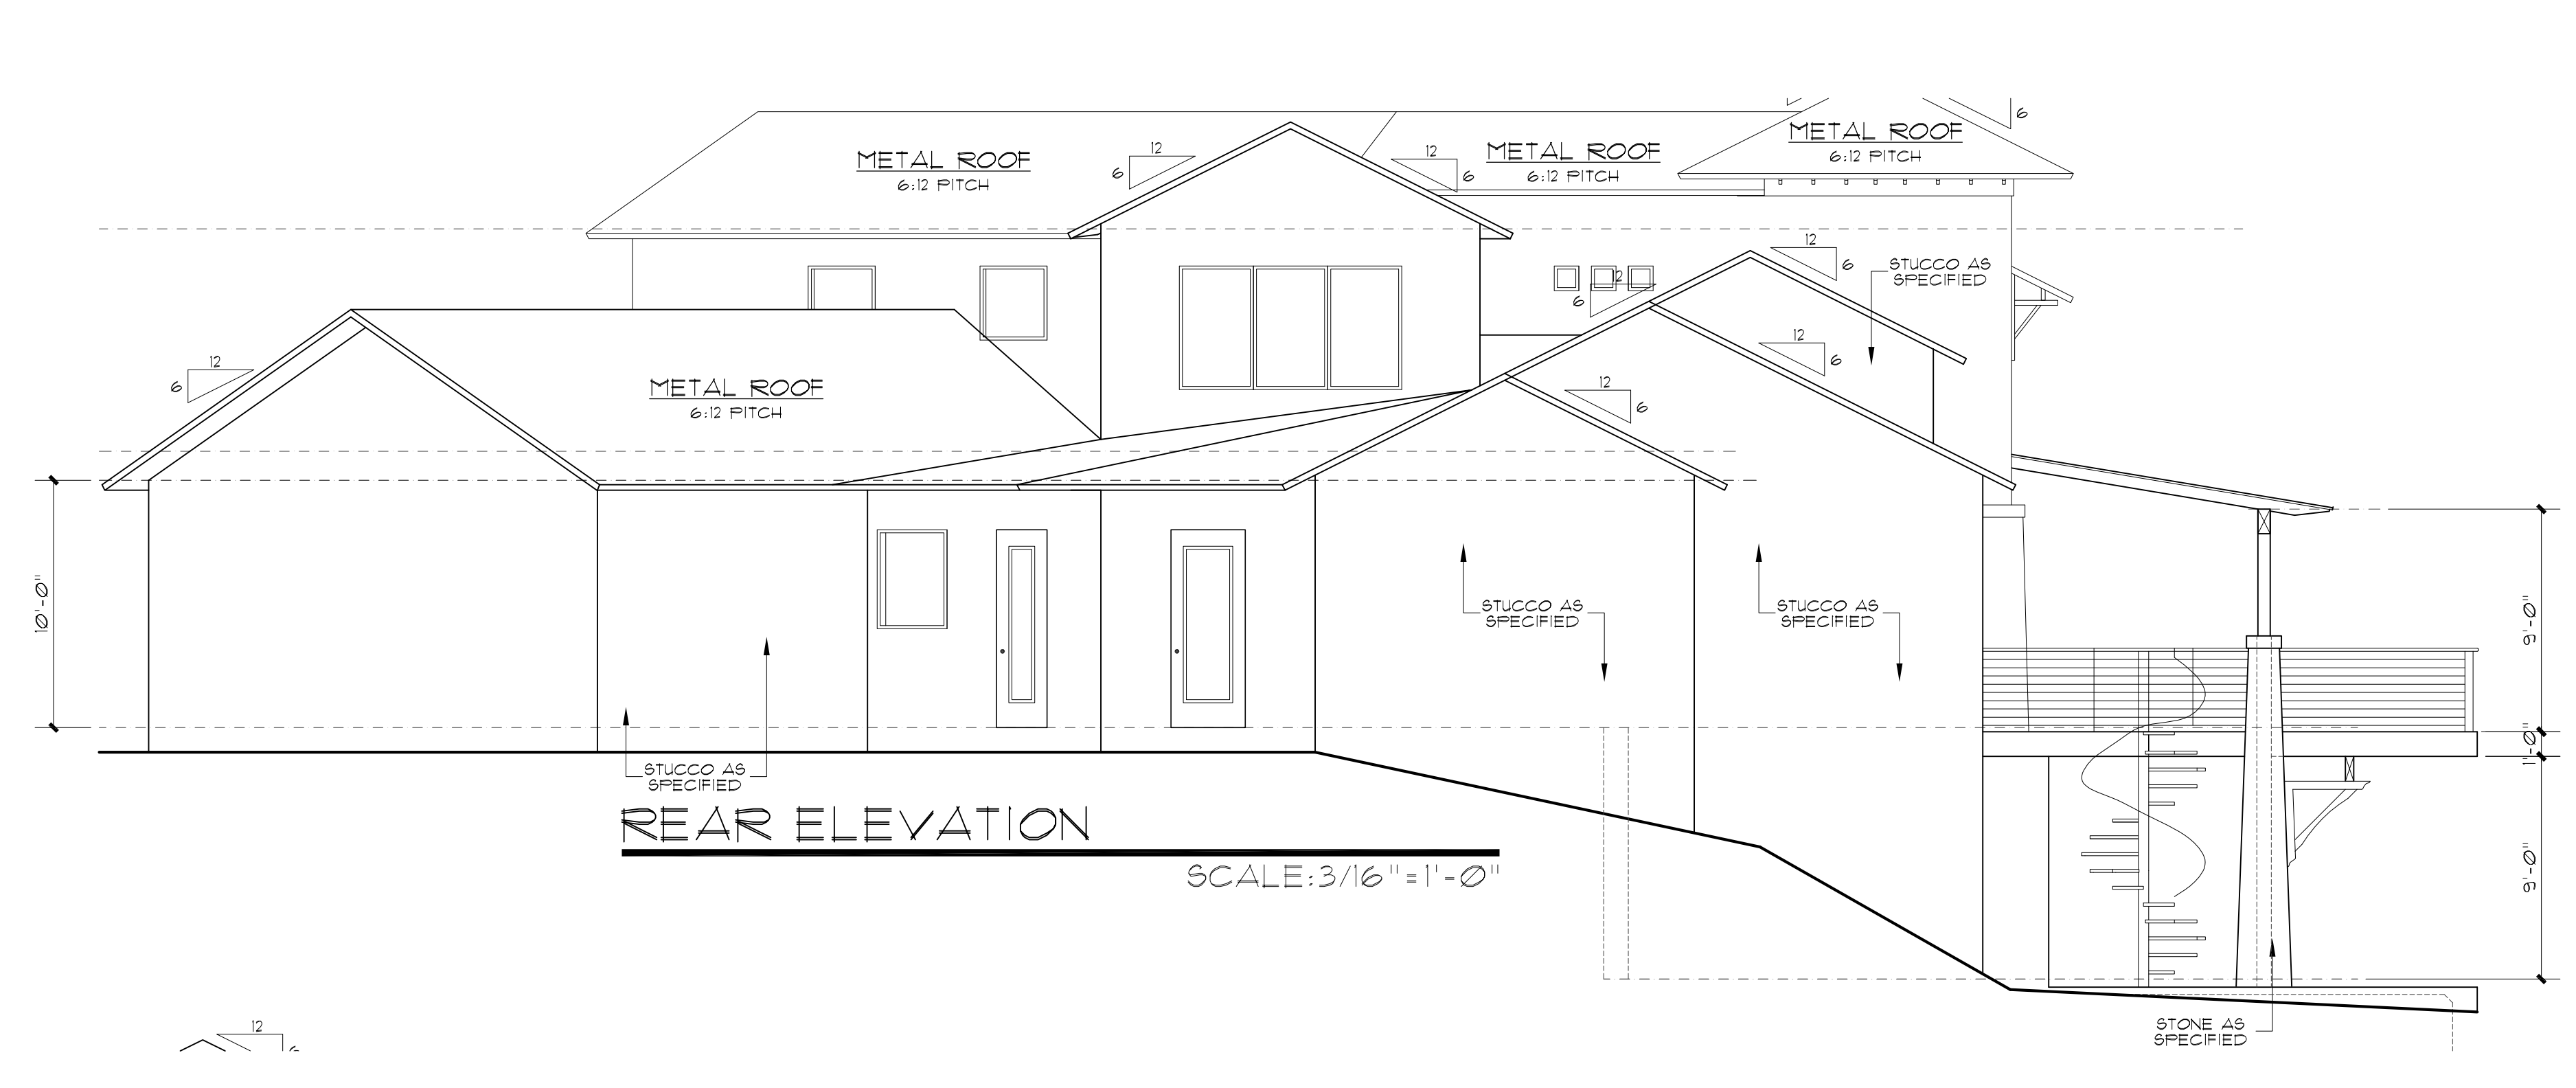 6
METAL ROOF
6:12 PITCH
12
6
METAL ROOF
6:12 PITCH
12
6
METAL ROOF
6:12 PITCH
12
6
STUCCO AS
SPECIFIED
12
6
12
6
12
6
METAL ROOF
6:12 PITCH
12
6
10'-0"
STUCCO AS
SPECIFIED
STUCCO AS
SPECIFIED
9'-0"
1'-0"
9'-0"
STUCCO AS
SPECIFIED
REAR ELEVATION
SCALE:3/16"=1'-0"
STONE AS
SPECIFIED
12
6